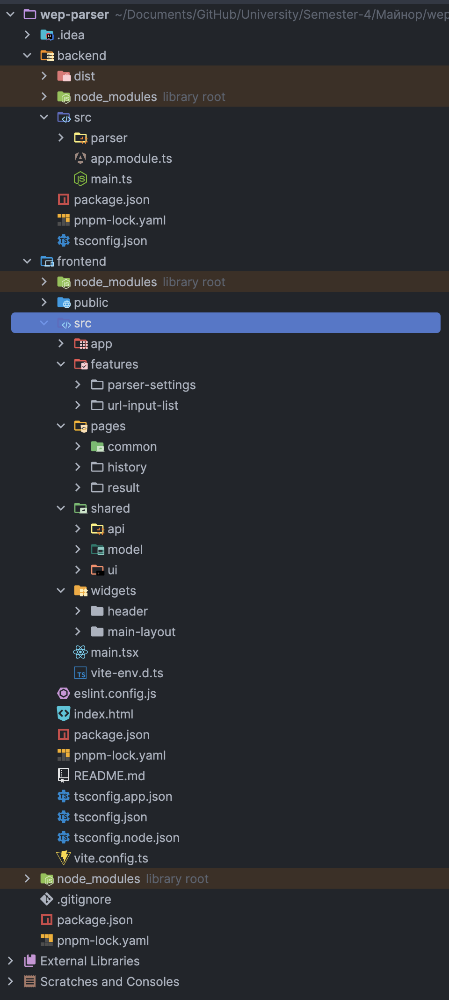 wep-parser ~/Documents/GitHub/University/Semester-4/Майнор/wep
.idea
backend
dist
node_modules library root
src
parser
app.module.ts
main.ts
package.json
pnpm-lock.yaml
tsconfig.json
frontend
node_modules library root
public
src
app
features
parser-settings
url-input-list
pages
common
history
result
shared
api
model
ui
widgets
header
main-layout
main.tsx
vite-env.d.ts
eslint.config.js
index.html
package.json
pnpm-lock.yaml
README.md
tsconfig.app.json
tsconfig.json
tsconfig.node.json
vite.config.ts
node_modules library root
.gitignore
package.json
pnpm-lock.yaml
External Libraries
Scratches and Consoles